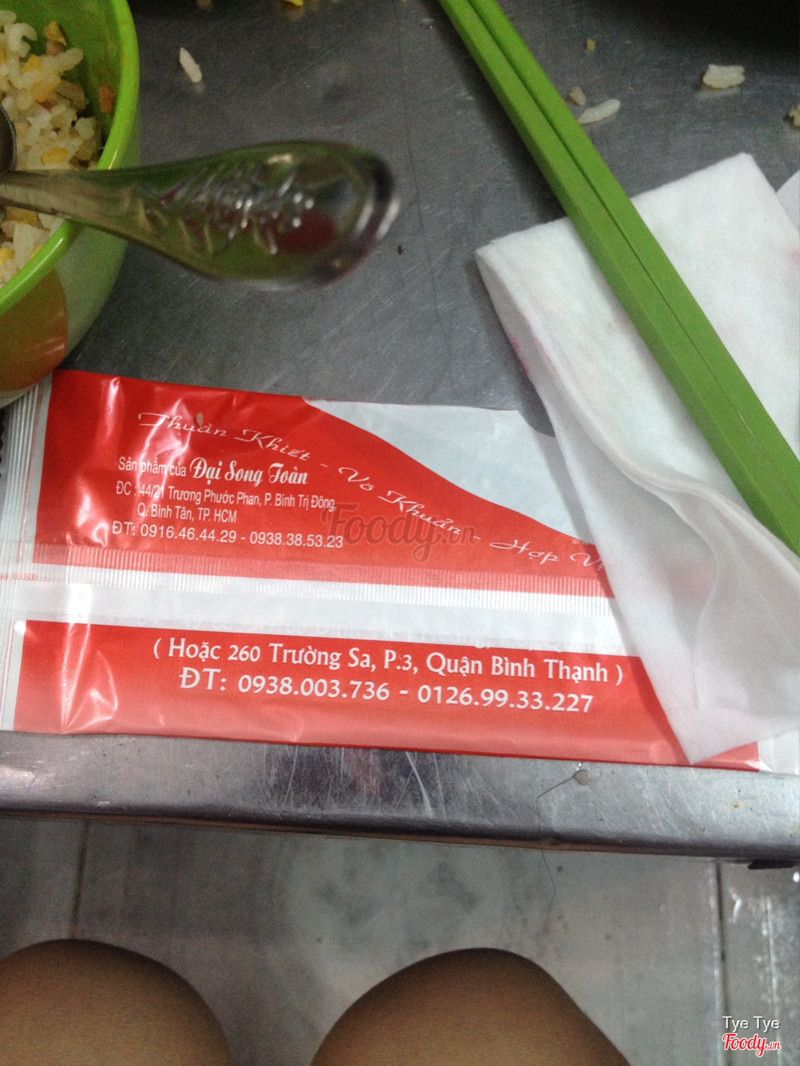 Thuần Khiết - Vô Khuẩn - Hợp
Sản phẩm của Đại Song Toàn
ĐC : 44/21 Trương Phước Phan, P. Bình Trị Đông,
Q. Bình Tân, TP. HCM
ĐT: 0916.46.44.29 - 0938.38.53.23
Foody.vn
( Hoặc 260 Trường Sa, P.3, Quận Bình Thạnh )
ĐT: 0938.003.736 - 0126.99.33.227
Tye Tye
Foody.vn